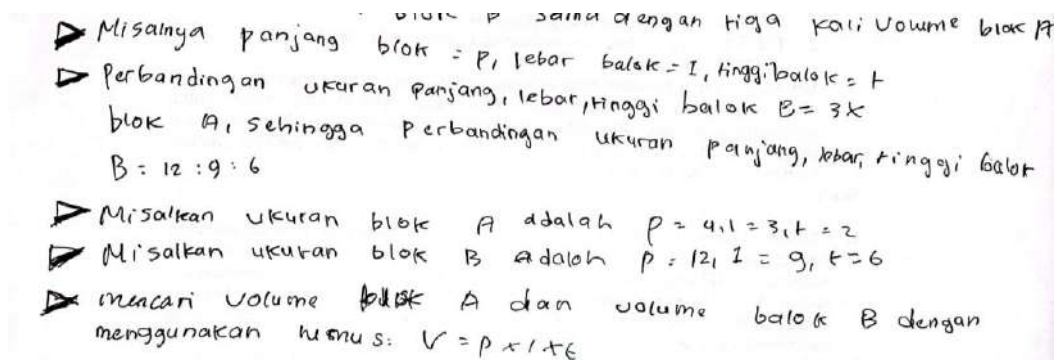 blok B sama dengan tiga kali volume blok A
Misalnya panjang blok = P, lebar balok = l, tinggi balok = t
Perbandingan ukuran panjang, lebar, tinggi balok B = 3x
blok A, sehingga Perbandingan ukuran panjang, lebar, tinggi balok
B = 12 : 9 : 6
Misalkan ukuran blok A adalah p = 4, l = 3, t = 2
Misalkan ukuran blok B adaloh p = 12, l = 9, t = 6
mencari volume A dan volume balok B dengan
menggunakan rumus: V = p x l x t